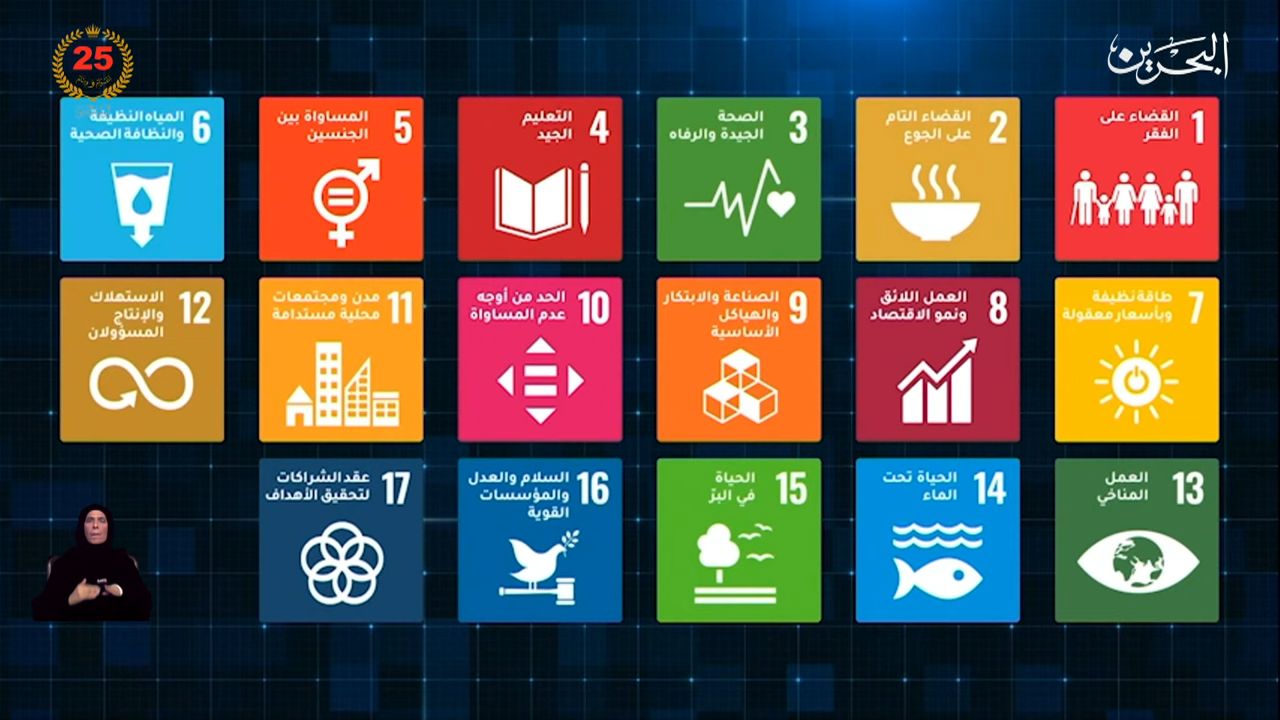 البحرين
25
1 القضاء على
الفقر
2 القضاء التام
على الجوع
3 الصحة
الجيدة والرفاه
4 التعليم
الجيد
5 المساواة بين
الجنسين
6 المياه النظيفة
والنظافة الصحية
7 طاقة نظيفة
وبأسعار معقولة
8 العمل اللائق
ونمو الاقتصاد
9 الصناعة والابتكار
والهياكل
الأساسية
10 الحد من أوجه
عدم المساواة
11 مدن ومجتمعات
محلية مستدامة
12 الاستهلاك
والإنتاج
المسؤولان
13 العمل
المناخي
14 الحياة تحت
الماء
15 الحياة
في البرّ
16 السلام والعدل
والمؤسسات
القوية
17 عقد الشراكات
لتحقيق الأهداف